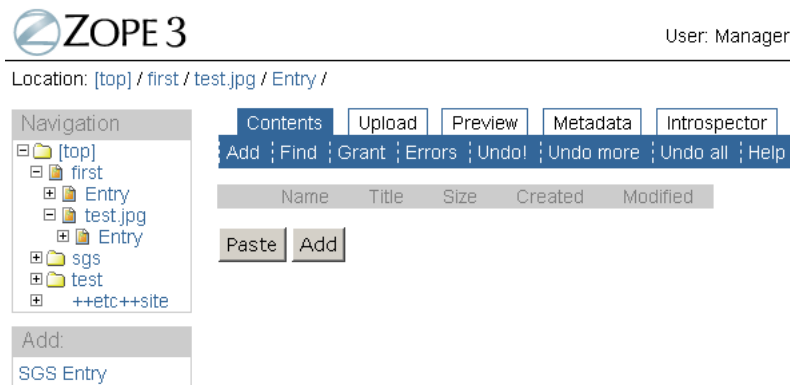 ZOPE 3
User: Manager
Location: [top] / first / test.jpg / Entry /
Navigation
[top]
first
Entry
test.jpg
Entry
sgs
test
++etc++site
Add:
SGS Entry
Contents Upload Preview Metadata Introspector
Add Find Grant Errors Undo! Undo more Undo all Help
Name Title Size Created Modified
Paste Add